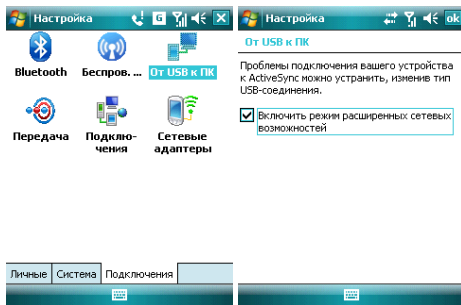 Настройка
G
Bluetooth
Беспров. ...
От USB к ПК
Передача
Подклю-
чения
Сетевые
адаптеры
Личные
Система
Подключения
Настройка
ok
От USB к ПК
Проблемы подключения вашего устройства
к ActiveSync можно устранить, изменив тип
USB-соединения.
Включить режим расширенных сетевых
возможностей